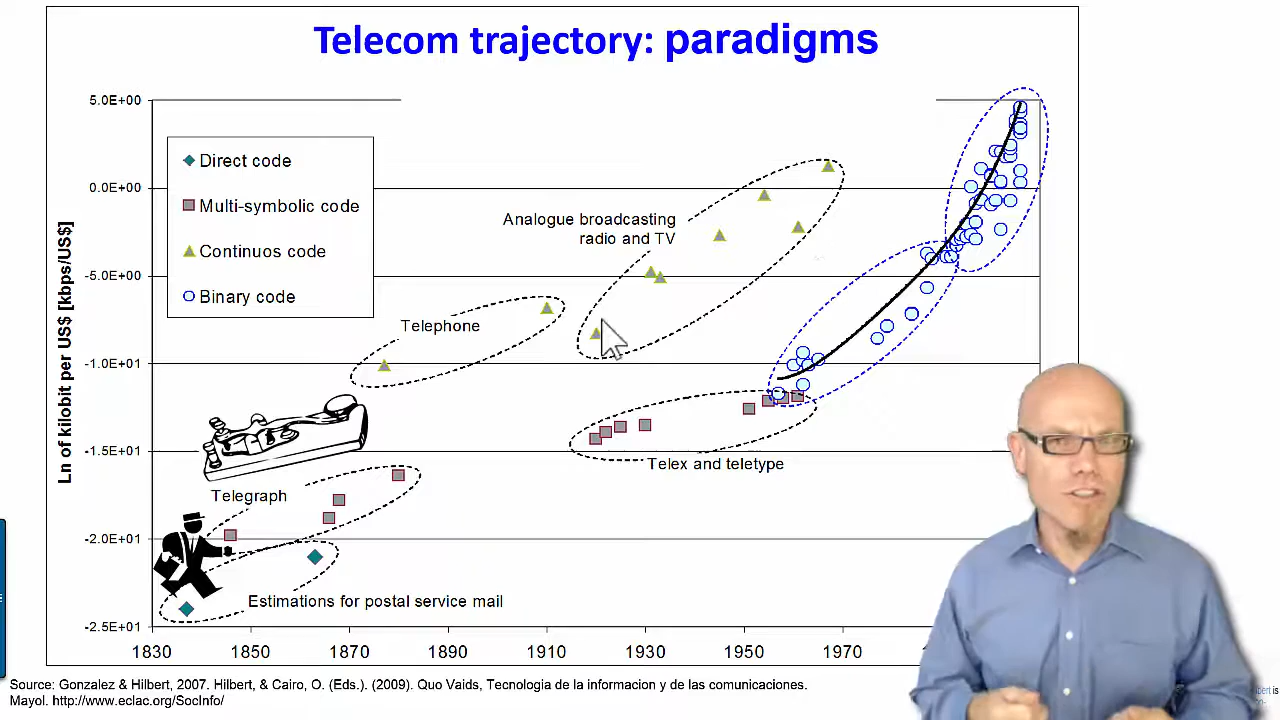 Telecom trajectory: paradigms
5.0E+00
0.0E+00
-5.0E+00
-1.0E+01
-1.5E+01
-2.0E+01
-2.5E+01
Ln of kilobit per US$ [kbps/US$]
Direct code
Multi-symbolic code
Continuos code
Binary code
Analogue broadcasting
radio and TV
Telephone
Telex and teletype
Telegraph
Estimations for postal service mail
1830 1850 1870 1890 1910 1930 1950 1970
Source: Gonzalez & Hilbert, 2007. Hilbert, & Cairo, O. (Eds.). (2009). Quo Vaids, Tecnologia de la informacion y de las comunicaciones.
Mayol. http://www.eclac.org/SocInfo/